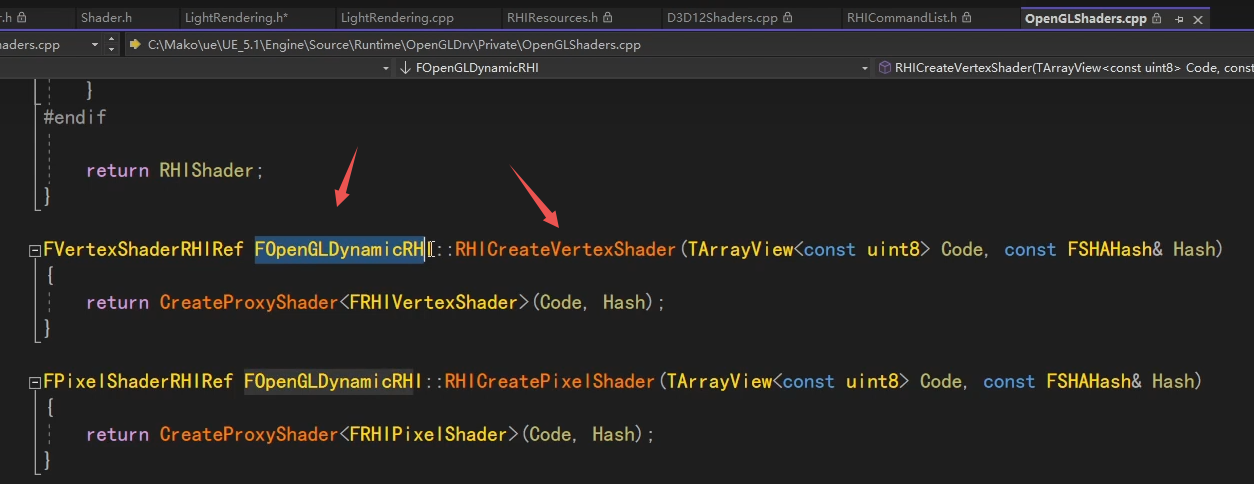 r.h Shader.h LightRendering.h* LightRendering.cpp RHIResources.h D3D12Shaders.cpp RHICommandList.h OpenGLShaders.cpp
aders.cpp C:\Mako\ue\UE_5.1\Engine\Source\Runtime\OpenGLDrv\Private\OpenGLShaders.cpp
FOpenGLDynamicRHI RHICreateVertexShader(TArrayView<const uint8> Code, const
}
#endif
return RHIShader;
}
FVertexShaderRHIRef FOpenGLDynamicRHI::RHICreateVertexShader(TArrayView<const uint8> Code, const FSHAHash& Hash)
{
return CreateProxyShader<FRHIVertexShader>(Code, Hash);
}
FPixelShaderRHIRef FOpenGLDynamicRHI::RHICreatePixelShader(TArrayView<const uint8> Code, const FSHAHash& Hash)
{
return CreateProxyShader<FRHIPixelShader>(Code, Hash);
}